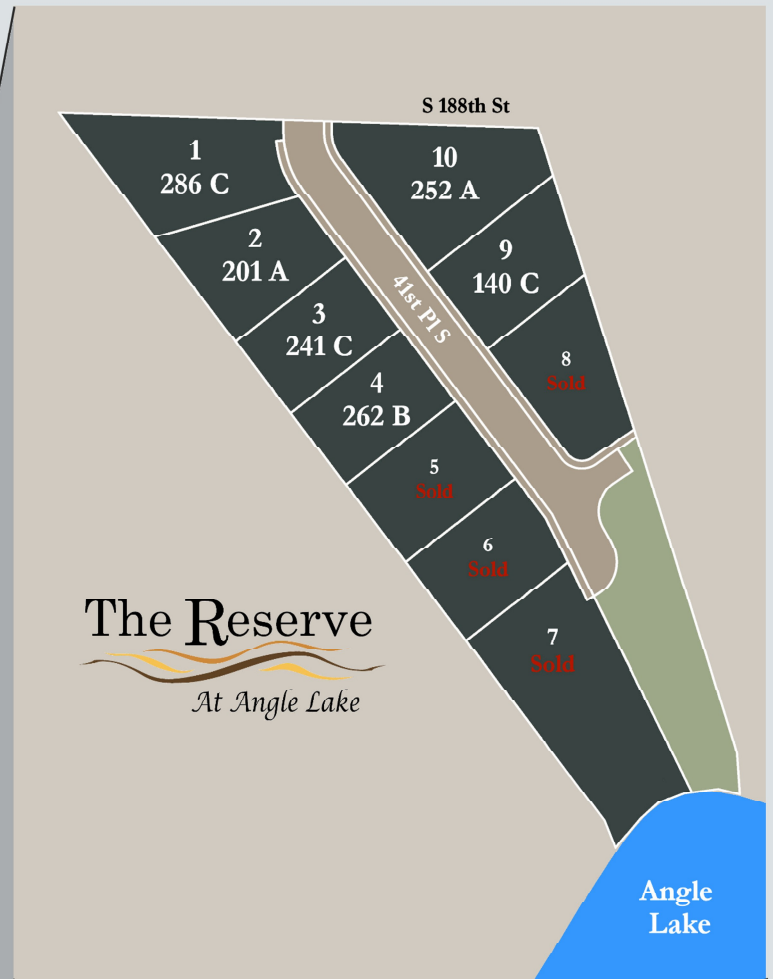 S 188th St
1
286 C
10
252 A
2
201 A
9
140 C
41st Pl S
3
241 C
8
Sold
4
262 B
5
Sold
6
Sold
The Reserve
At Angle Lake
7
Sold
Angle
Lake